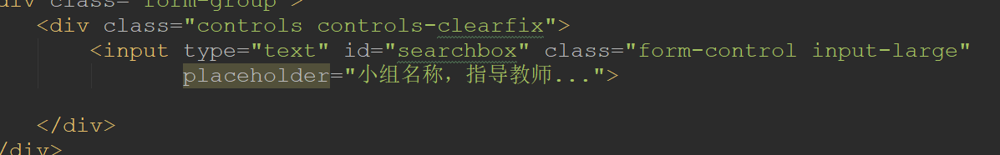 div class="form-group">
<div class="controls controls-clearfix">
<input type="text" id="searchbox" class="form-control input-large"
placeholder="小组名称，指导教师...">
</div>
/div>